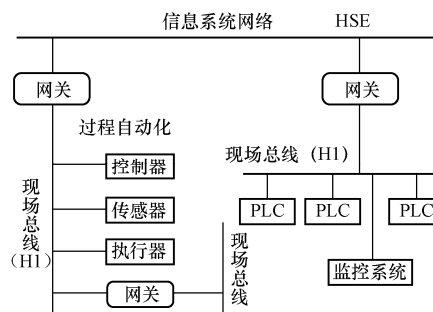 信息系统网络 HSE
网关
网关
过程自动化
控制器
传感器
执行器
网关
现场总线（H1）
现场总线
现场总线（H1）
PLC
PLC
PLC
监控系统